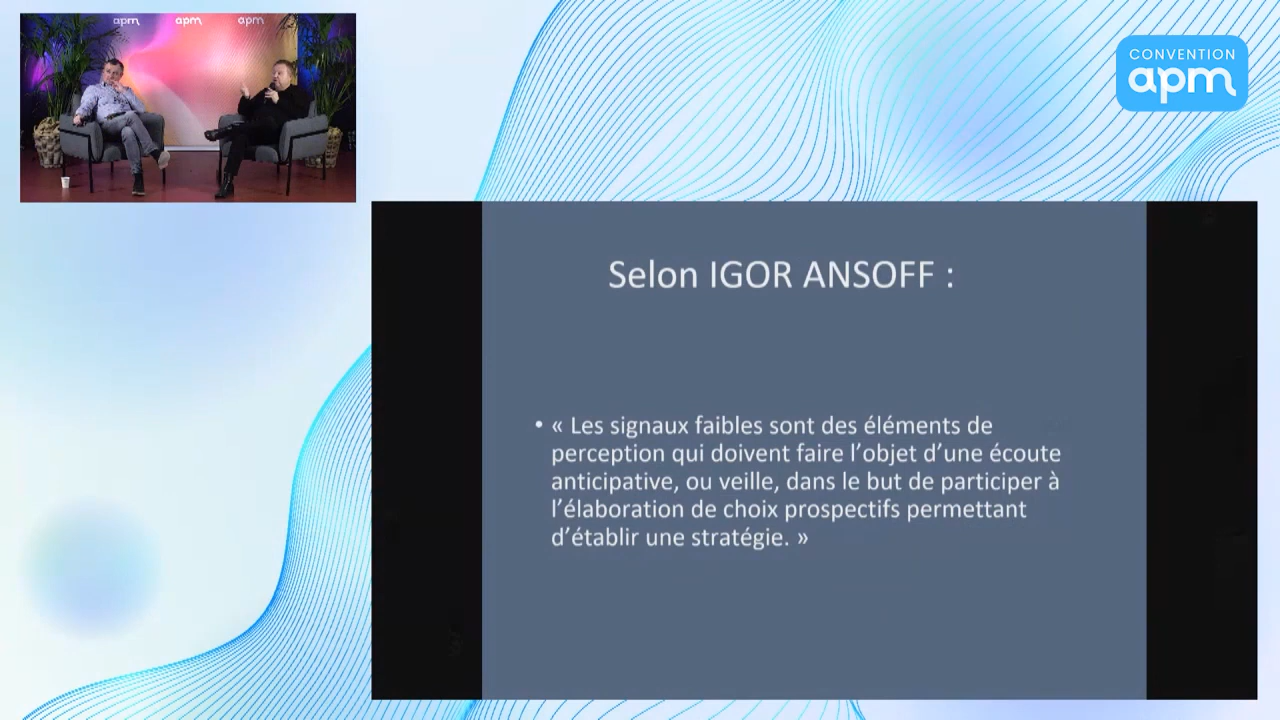 apm apm apm
CONVENTION
apm
Selon IGOR ANSOFF :
• « Les signaux faibles sont des éléments de
perception qui doivent faire l’objet d’une écoute
anticipative, ou veille, dans le but de participer à
l’élaboration de choix prospectifs permettant
d’établir une stratégie. »